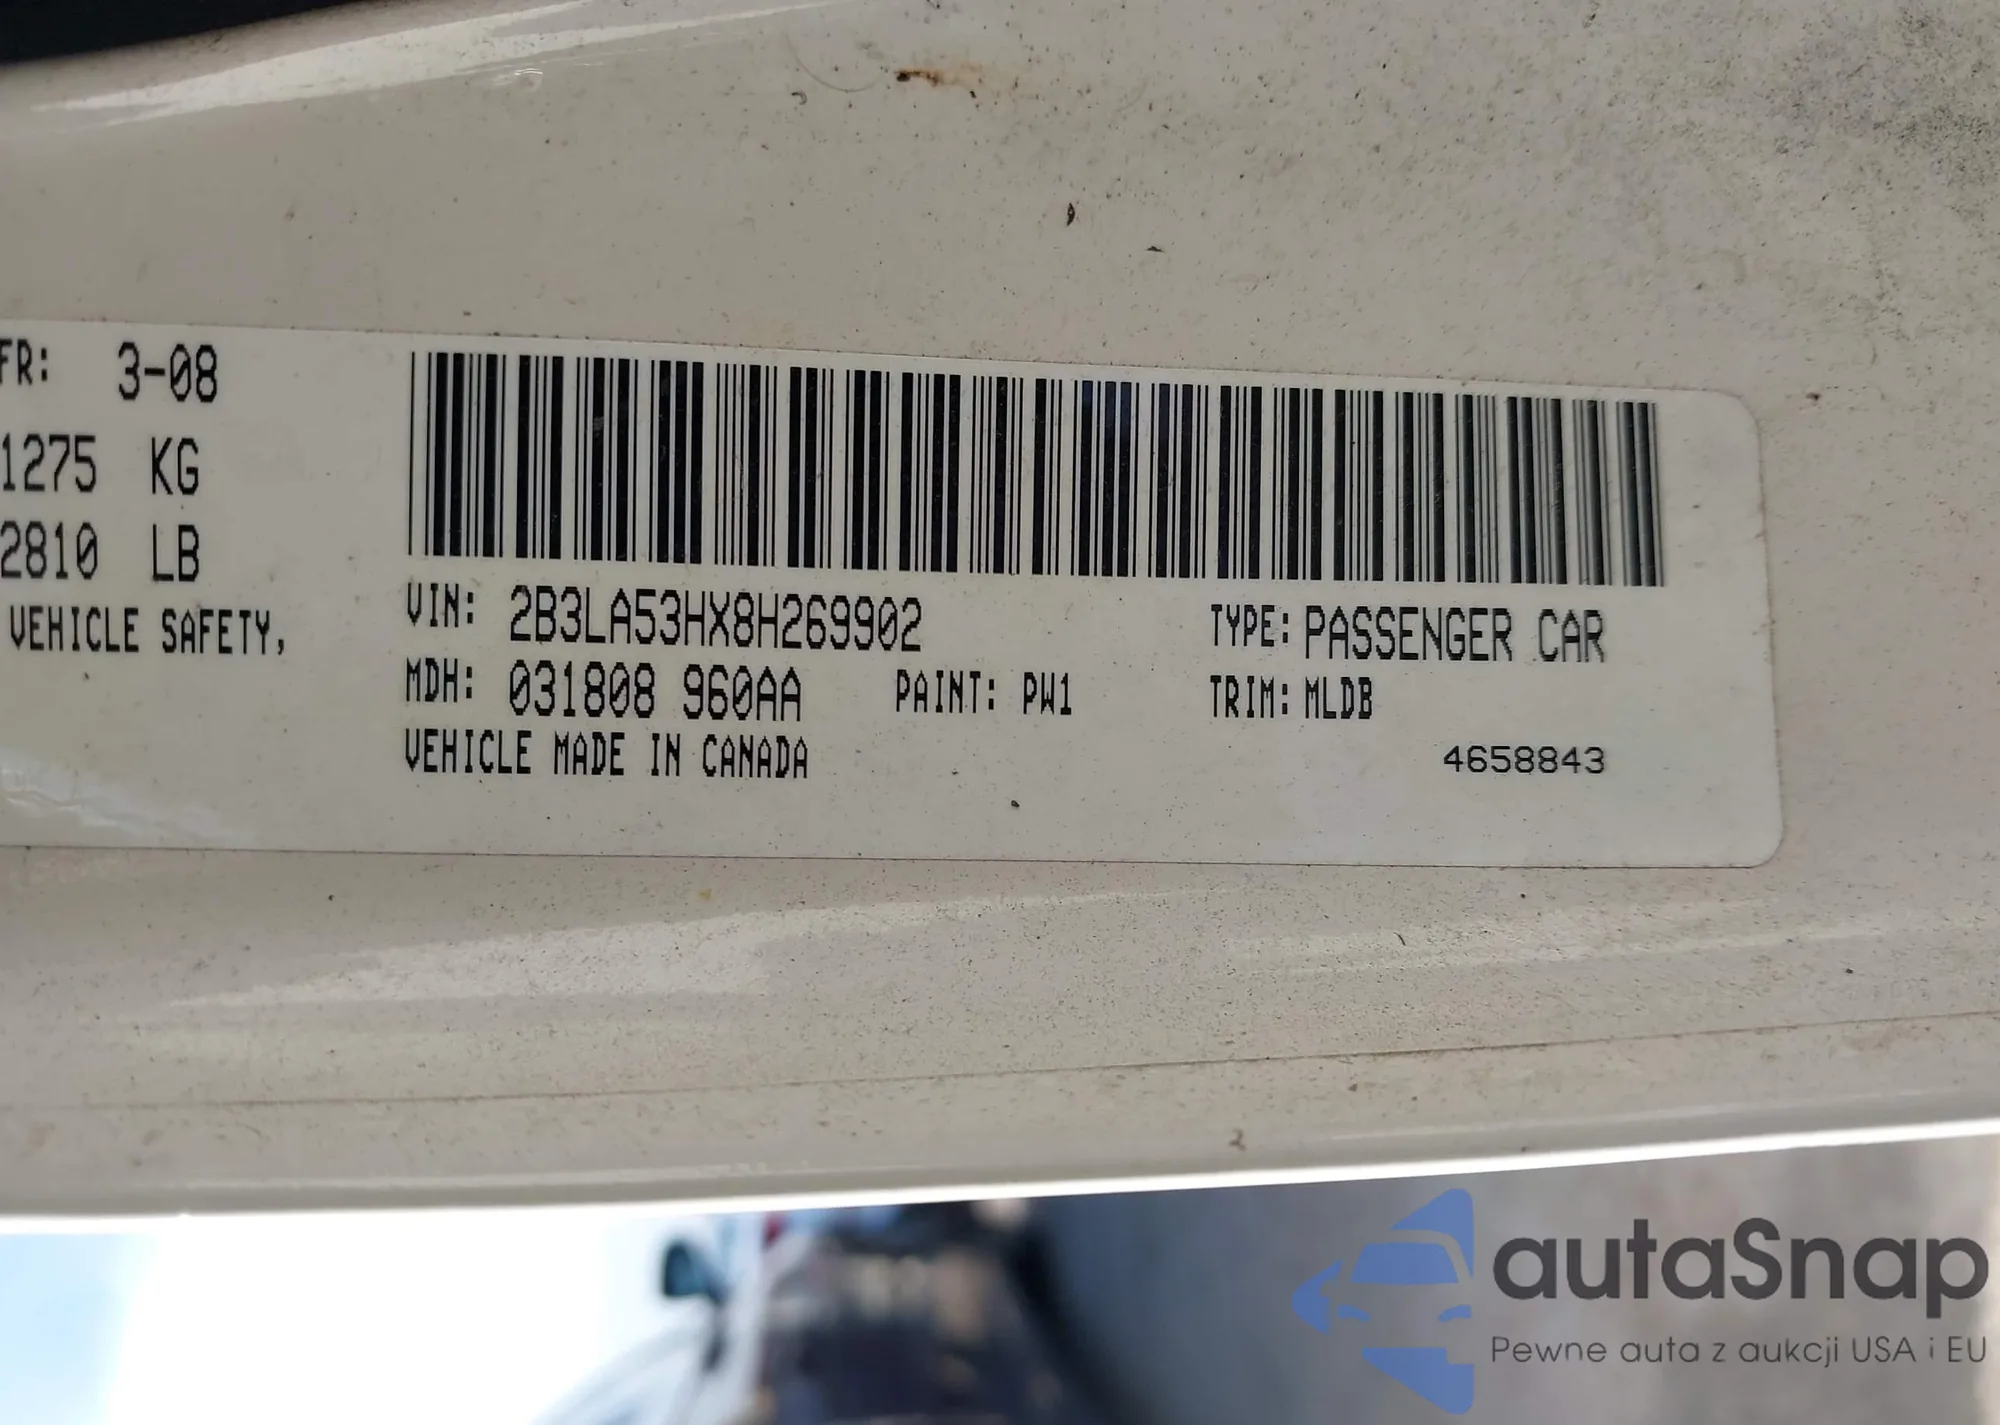 FR: 3-08
1275 KG
2810 LB
VEHICLE SAFETY,
VIN: 2B3LA53HX8H269902 TYPE: PASSENGER CAR
MDH: 031808 960AA PAINT: PW1 TRIM: MLDB
VEHICLE MADE IN CANADA
4658843
autaSnap
Pewne auta z aukcji USA i EU